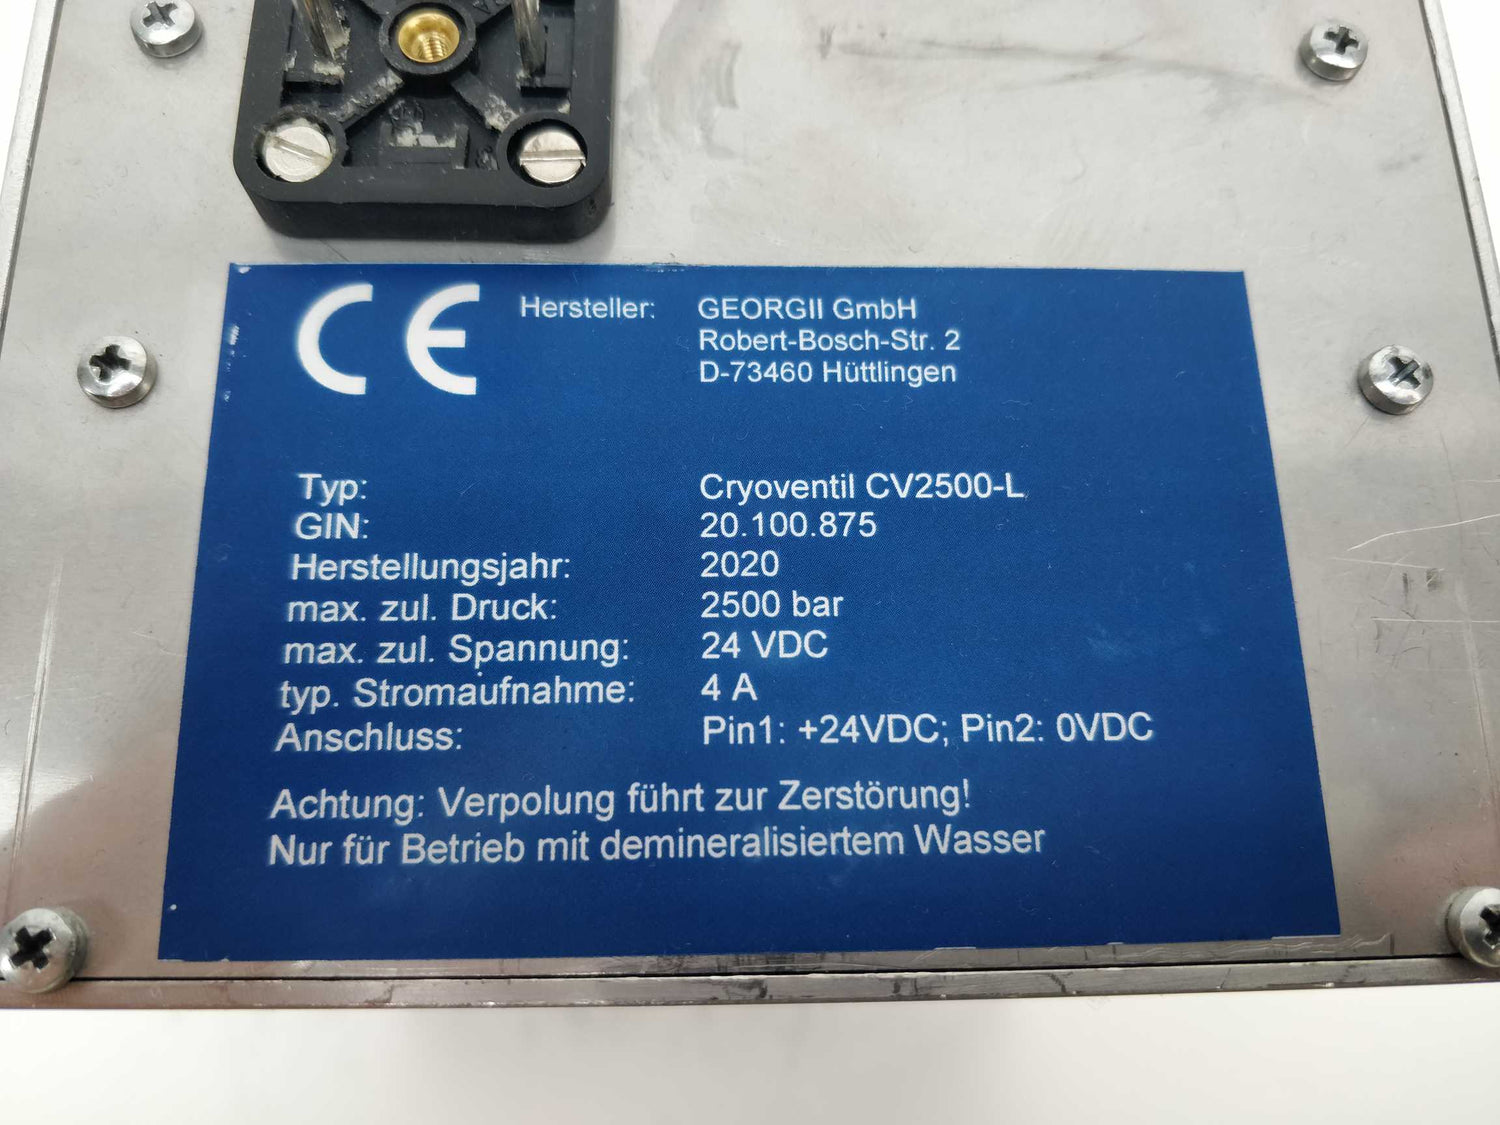 CE Hersteller: GEORGII GmbH
Robert-Bosch-Str. 2
D-73460 Hüttlingen
Typ: Cryoventil CV2500-L
GIN: 20.100.875
Herstellungsjahr: 2020
max. zul. Druck: 2500 bar
max. zul. Spannung: 24 VDC
typ. Stromaufnahme: 4 A
Anschluss: Pin1: +24VDC; Pin2: 0VDC
Achtung: Verpolung führt zur Zerstörung!
Nur für Betrieb mit demineralisiertem Wasser